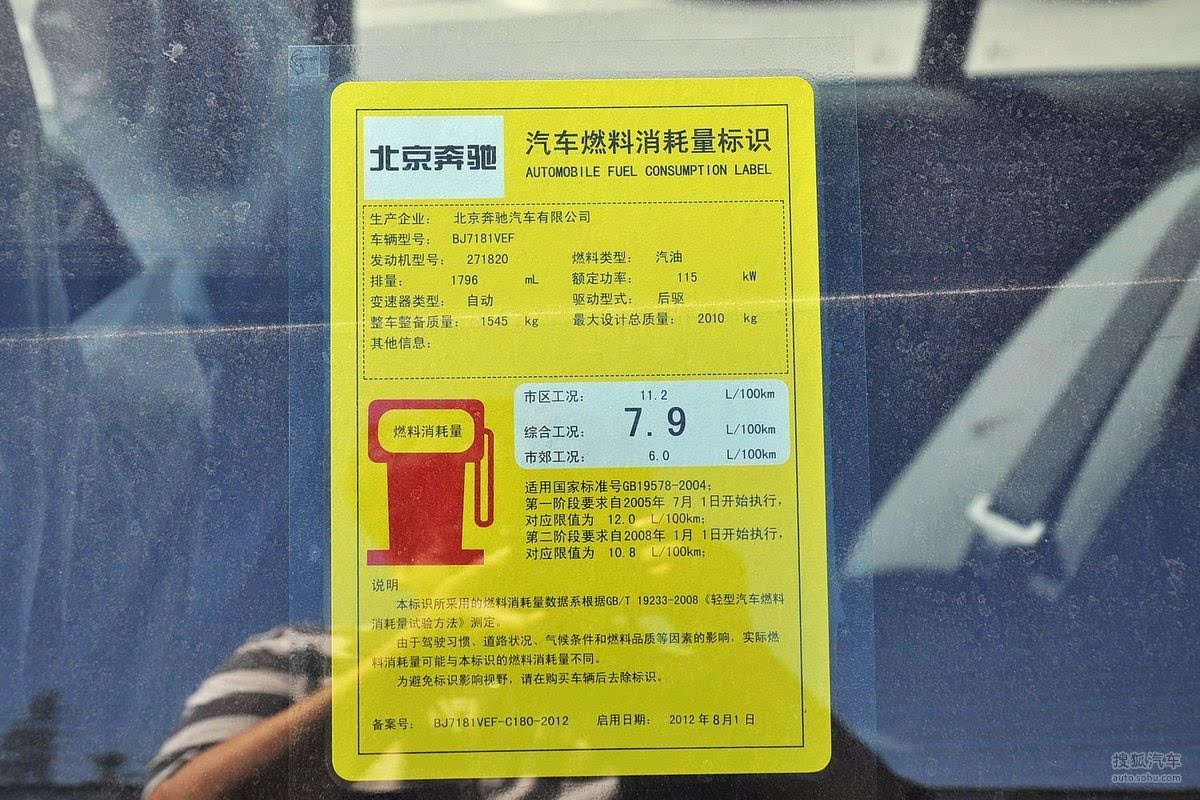 北京奔驰
汽车燃料消耗量标识
AUTOMOBILE FUEL CONSUMPTION LABEL
生产企业: 北京奔驰汽车有限公司
车辆型号: BJ7181VEF
发动机型号: 271820 燃料类型: 汽油
排量: 1796 mL 额定功率: 115 kW
变速器类型: 自动 驱动型式: 后驱
整车整备质量: 1545 kg 最大设计总质量: 2010 kg
其他信息:
燃料消耗量
市区工况: 11.2 L/100km
综合工况: 7.9 L/100km
市郊工况: 6.0 L/100km
适用国家标准号GB19578-2004;
第一阶段要求自2005年 7月 1日开始执行,
对应限值为 12.0 L/100km;
第二阶段要求自2008年 1月 1日开始执行,
对应限值为 10.8 L/100km;
说明
本标识所采用的燃料消耗量数据系根据GB/T 19233-2008《轻型汽车燃料
消耗量试验方法》测定。
由于驾驶习惯、道路状况、气候条件和燃料品质等因素的影响，实际燃
料消耗量可能与本标识的燃料消耗量不同。
为避免标识影响视野，请在购买车辆后去除标识。
备案号: BJ7181VEF-C180-2012 启用日期: 2012年8月1日
搜狐汽车
auto.sohu.com